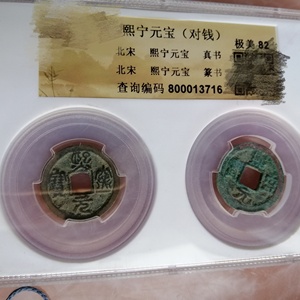 熙宁元宝（对钱） 极美 82
北宋 熙宁元宝 真书
北宋 熙宁元宝 篆书
查询编码 800013716